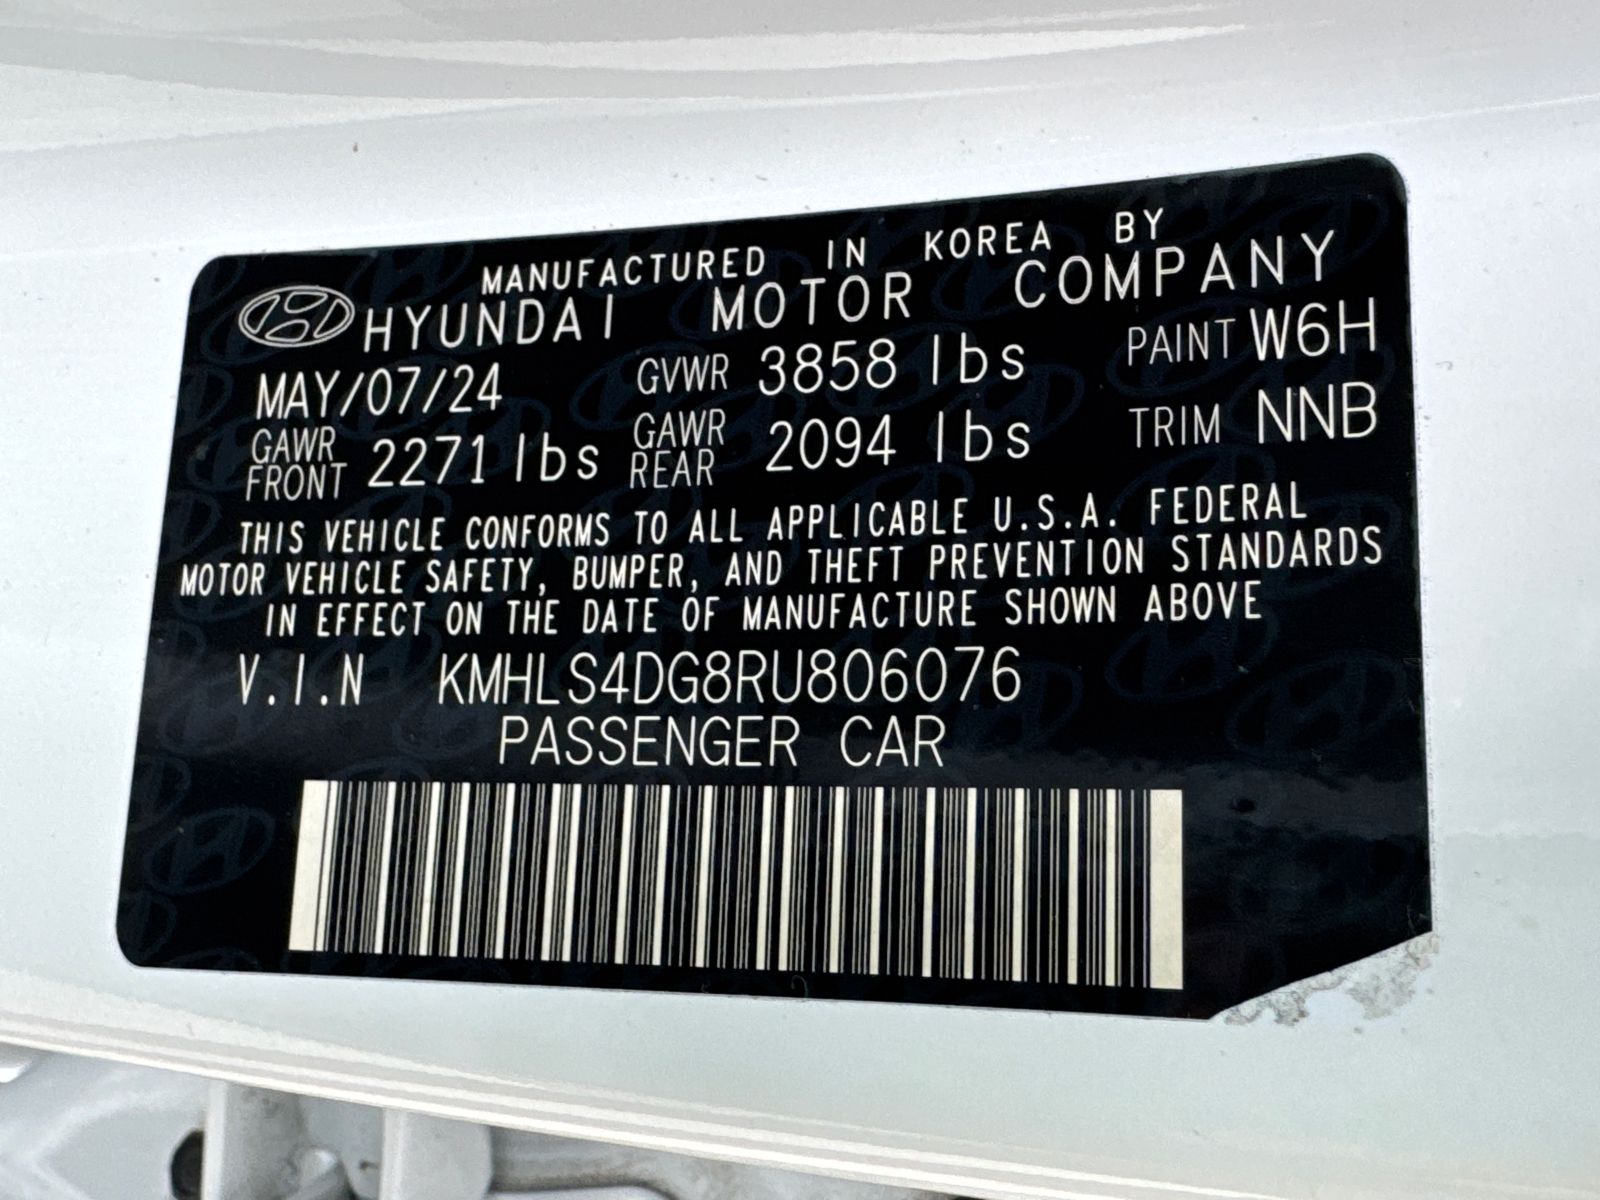 MANUFACTURED IN KOREA BY
HYUNDAI MOTOR COMPANY
MAY/07/24 GVWR 3858 lbs PAINT W6H
GAWR FRONT 2271 lbs GAWR REAR 2094 lbs TRIM NNB
THIS VEHICLE CONFORMS TO ALL APPLICABLE U.S.A. FEDERAL
MOTOR VEHICLE SAFETY, BUMPER, AND THEFT PREVENTION STANDARDS
IN EFFECT ON THE DATE OF MANUFACTURE SHOWN ABOVE
V.I.N KMHLS4DG8RU806076
PASSENGER CAR